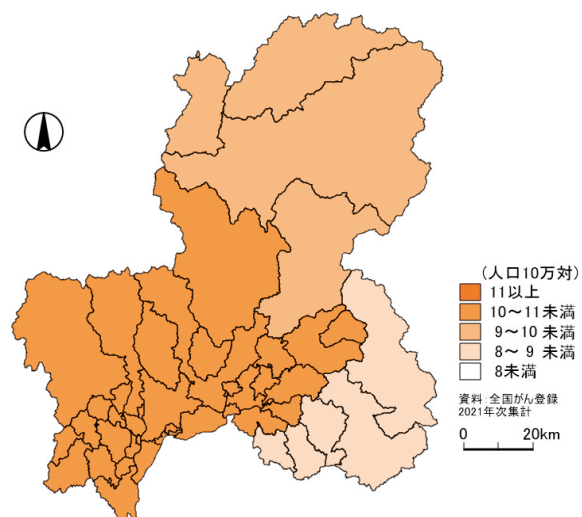 (人口10万対)
11以上
10～11未満
9～10 未満
8～ 9 未満
8未満
資料:全国がん登録
2021年次集計
0 20km